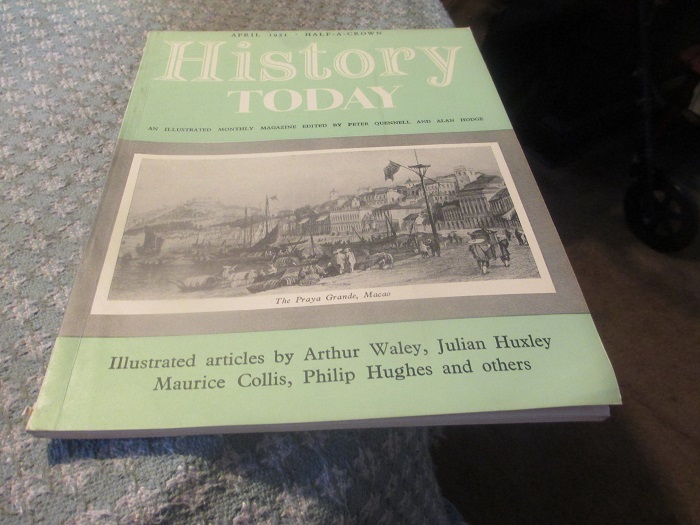 APRIL 1951 · HALF-A-CROWN
History
TODAY
AN ILLUSTRATED MONTHLY MAGAZINE EDITED BY PETER QUENNELL AND ALAN HODGE
The Praya Grande, Macao
Illustrated articles by Arthur Waley, Julian Huxley
Maurice Collis, Philip Hughes and others